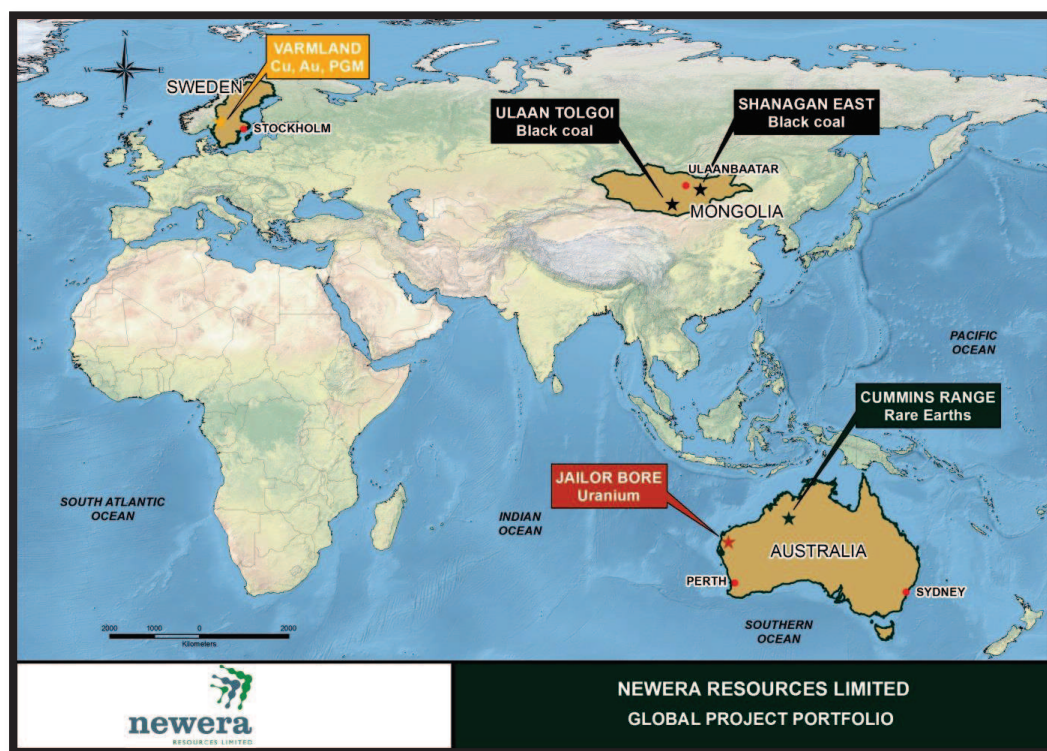 N
W
E
S
VARMLAND
Cu, Au, PGM
SWEDEN
STOCKHOLM
ULAAN TOLGOI
Black coal
SHANAGAN EAST
Black coal
ULAANBAATAR
MONGOLIA
PACIFIC
OCEAN
CUMMINS RANGE
Rare Earths
JAILOR BORE
Uranium
SOUTH ATLANTIC
OCEAN
INDIAN
OCEAN
AUSTRALIA
PERTH
SYDNEY
SOUTHERN
OCEAN
2000 1000 0 2000
Kilometers
newera
RESOURCES LIMITED
NEWERA RESOURCES LIMITED
GLOBAL PROJECT PORTFOLIO